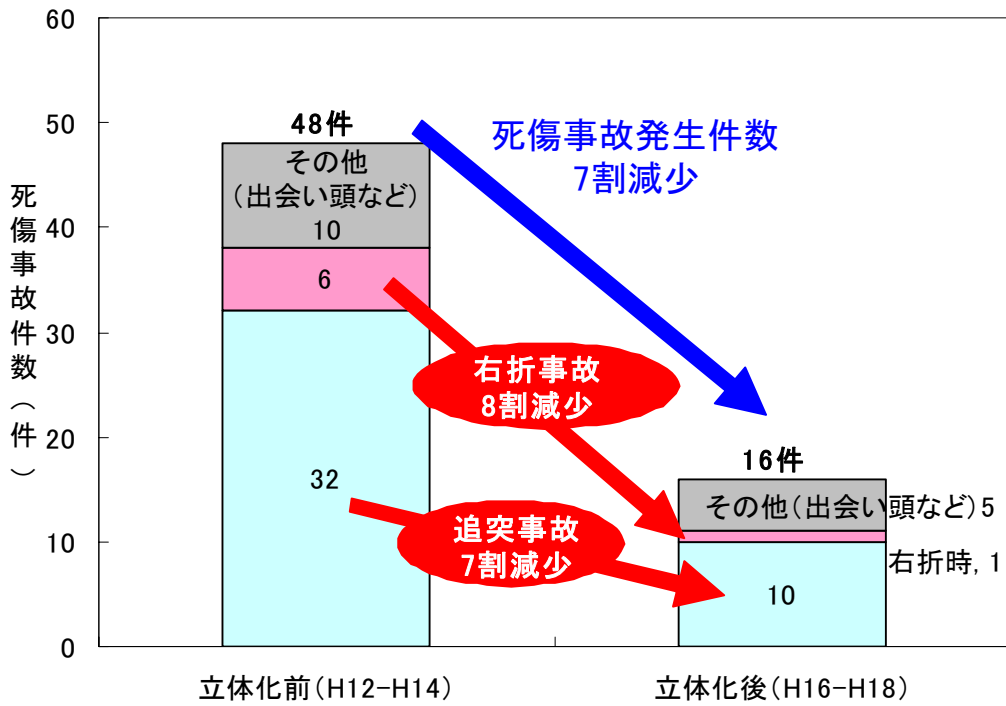 死傷事故件数(件)
60
50
40
30
20
10
0
48件
その他
(出会い頭など)
10
6
32
死傷事故発生件数
7割減少
右折事故
8割減少
追突事故
7割減少
16件
その他(出会い頭など)5
右折時, 1
10
立体化前(H12-H14)
立体化後(H16-H18)